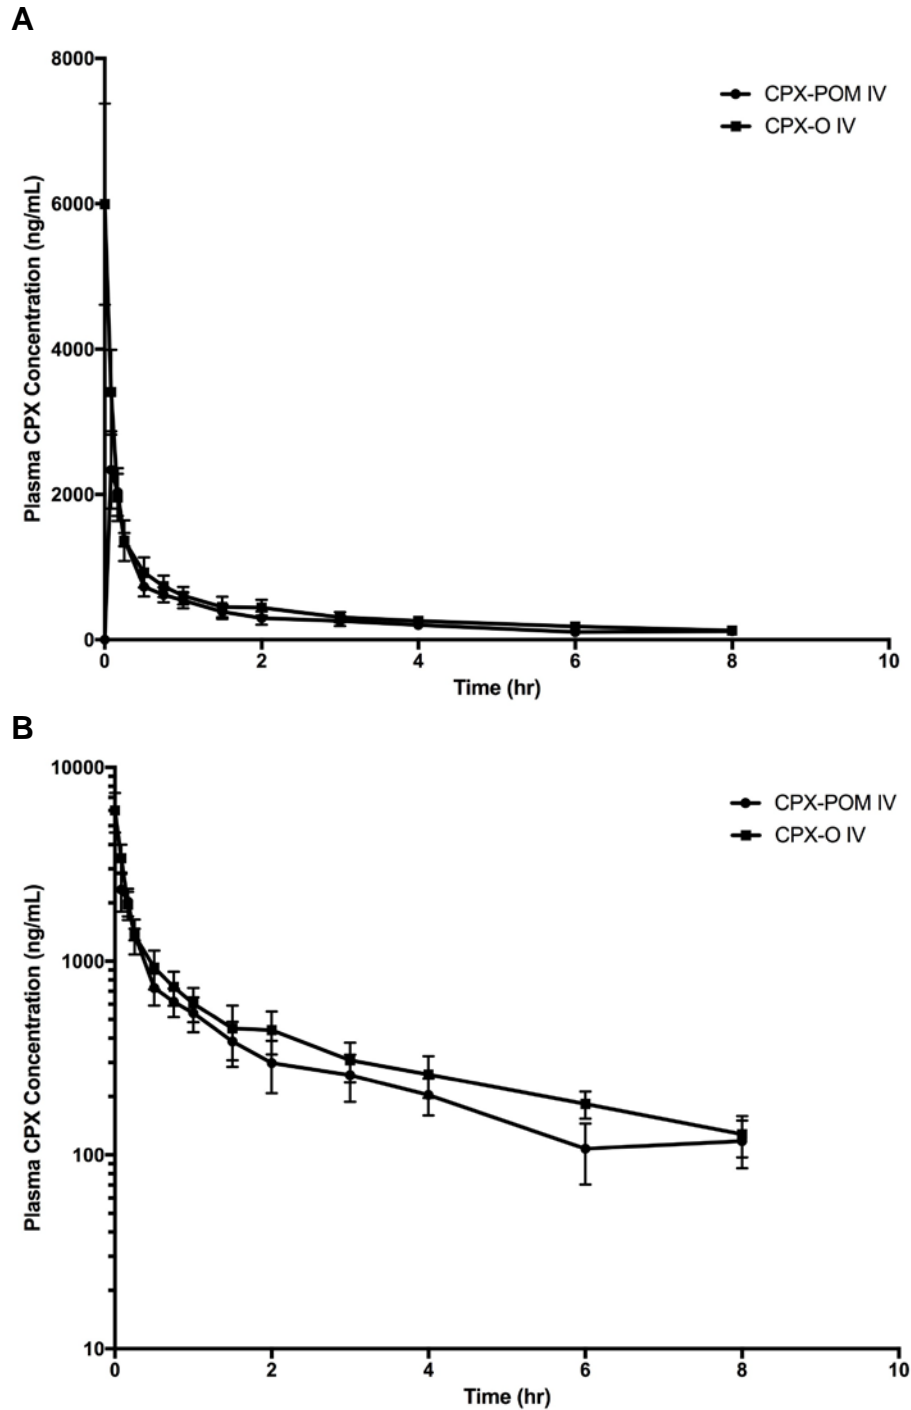 A
8000
6000
4000
2000
0
Plasma CPX Concentration (ng/mL)
CPX-POM IV
CPX-O IV
0 2 4 6 8 10
Time (hr)
B
10000
1000
100
10
Plasma CPX Concentration (ng/mL)
CPX-POM IV
CPX-O IV
0 2 4 6 8 10
Time (hr)